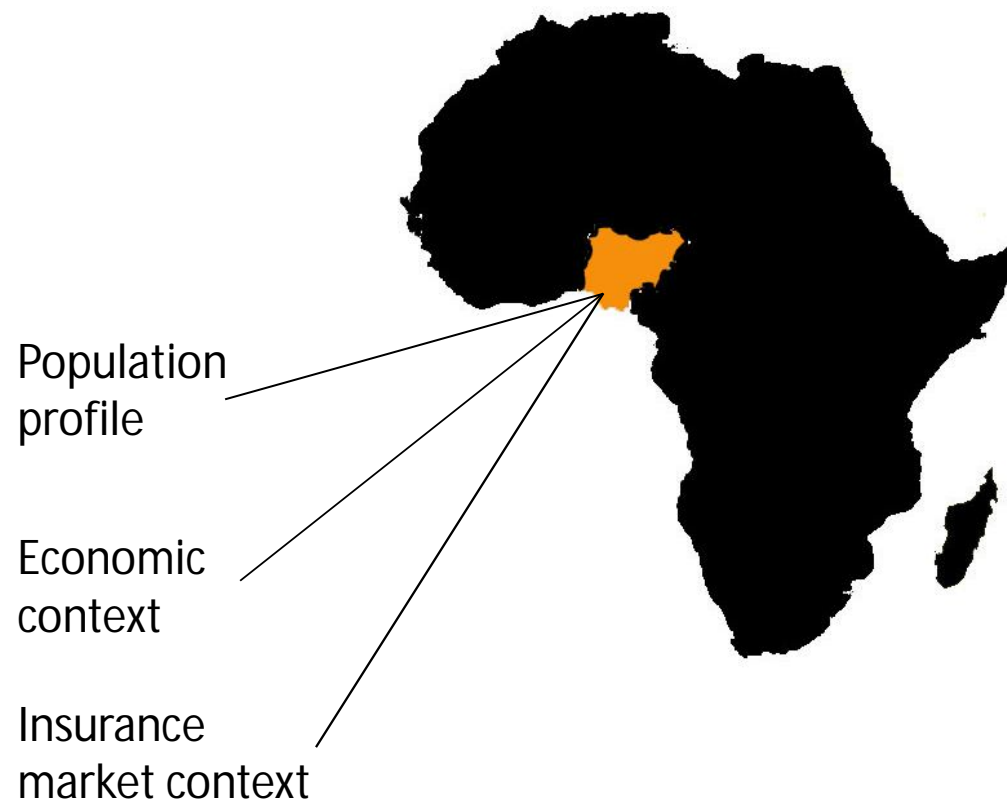 Population
profile
Economic
context
Insurance
market context